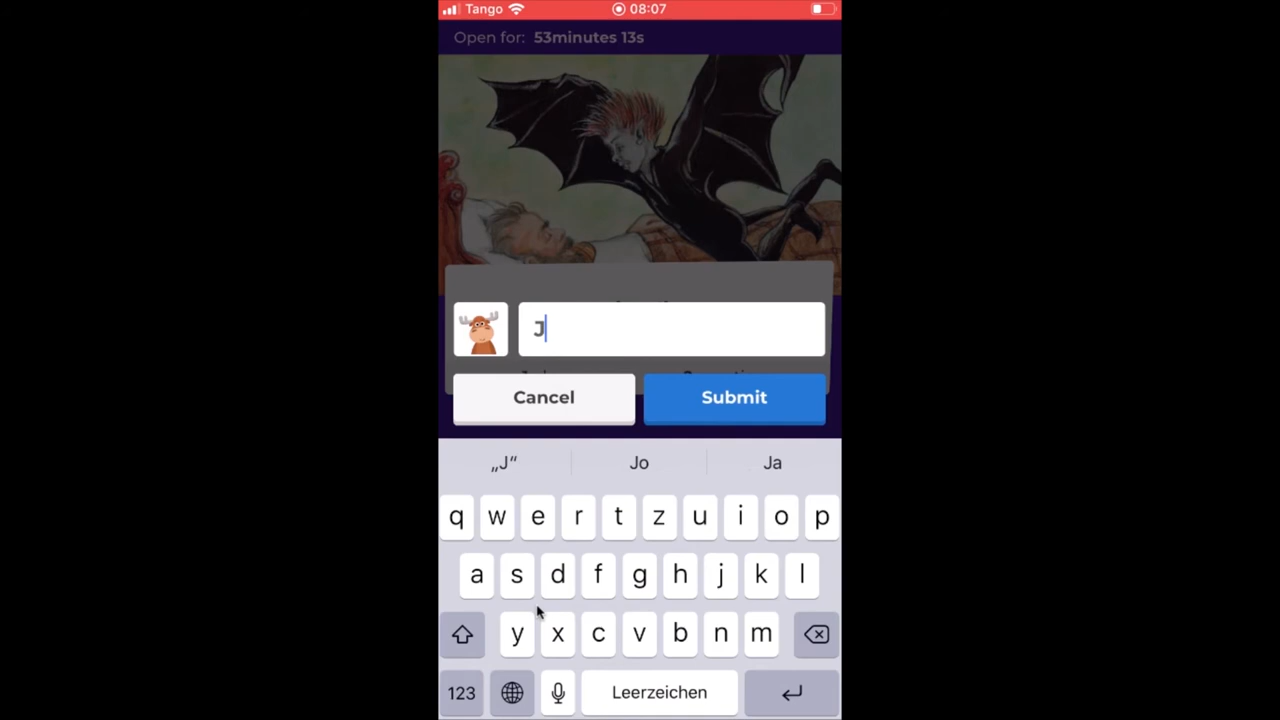 Tango 08:07
Open for: 53minutes 13s
J
Cancel Submit
„J“ Jo Ja
q w e r t z u i o p
a s d f g h j k l
y x c v b n m
123 Leerzeichen